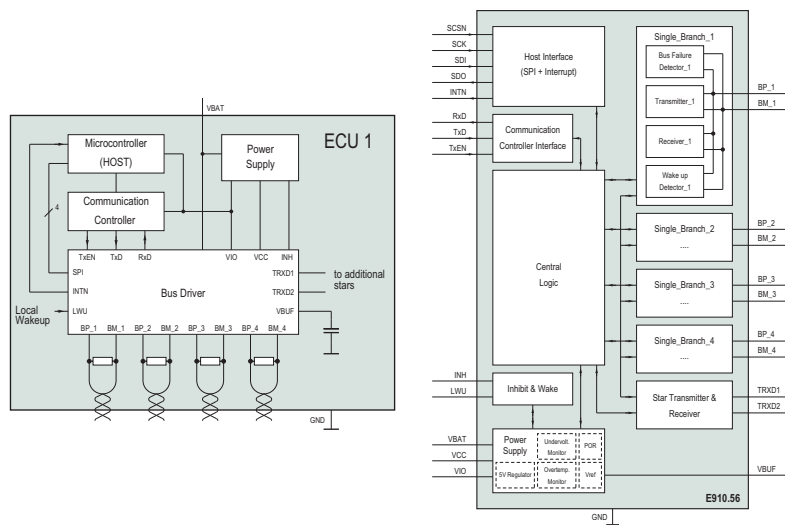 VBAT
ECU 1
Microcontroller
(HOST)
Power
Supply
4
Communication
Controller
TxEN TxD RxD VIO VCC INH
SPI
TRXD1
to additional
stars
INTN
Bus Driver
TRXD2
Local
Wakeup
LWU
VBUF
BP_1 BM_1 BP_2 BM_2 BP_3 BM_3 BP_4 BM_4
GND
SCSN
SCK
SDI
SDO
INTN
RxD
TxD
TxEN
Host Interface
(SPI + Interrupt)
Communication
Controller Interface
Central
Logic
Single_Branch_1
Bus Failure
Detector_1
Transmitter_1
Receiver_1
Wake up
Detector_1
BP_1
BM_1
Single_Branch_2
....
BP_2
BM_2
Single_Branch_3
....
BP_3
BM_3
Single_Branch_4
....
BP_4
BM_4
INH
LWU
Inhibit & Wake
Star Transmitter &
Receiver
TRXD1
TRXD2
VBAT
VCC
VIO
Power
Supply
Undervolt.
Monitor
POR
5V Regulator
Overtemp.
Monitor
Vref
VBUF
E910.56
GND